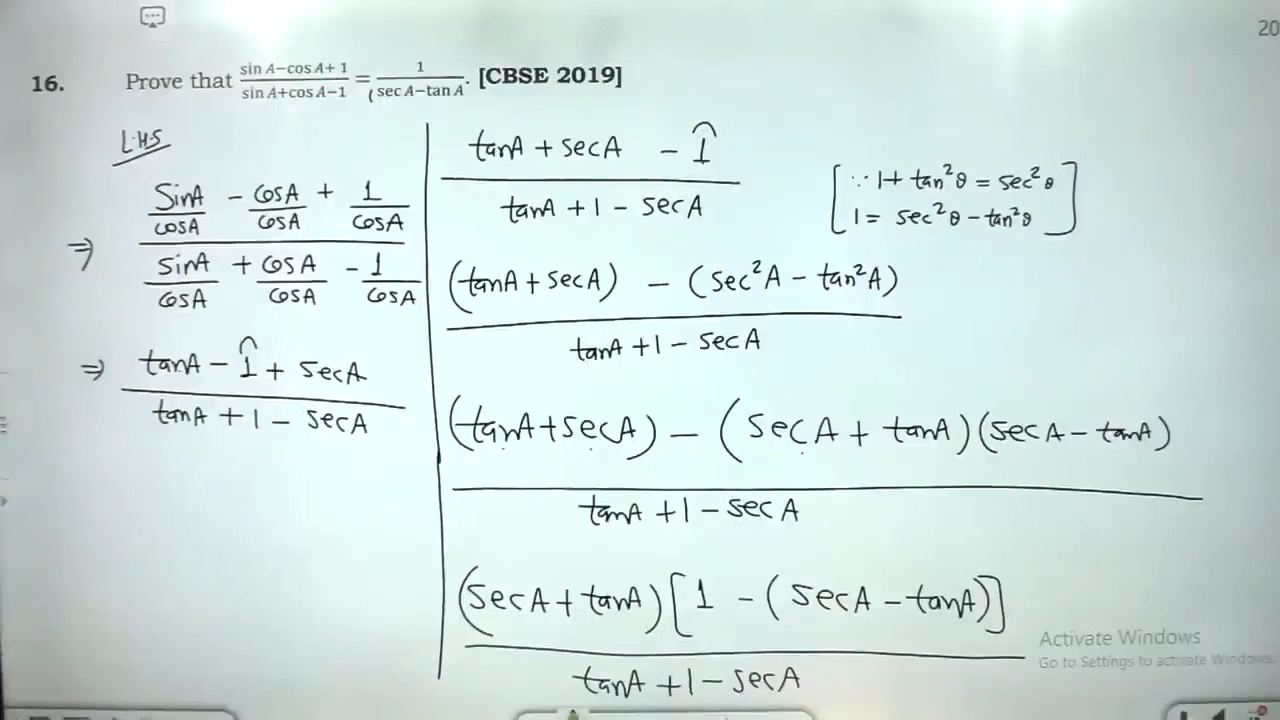 20
16. Prove that (sin A−cos A+ 1)/(sin A+cos A−1) = 1/(sec A−tan A. [CBSE 2019]
L.H.S
⇒ (SinA/cosA − cosA/cosA + 1/cosA)/(sinA/cosA + cosA/cosA − 1/cosA)
⇒ (tanA − 1 + secA)/(tanA + 1 − secA)
(tanA + secA − 1)/(tanA + 1 − secA)
[∵ 1 + tan²θ = sec²θ
1 = sec²θ − tan²θ]
((tanA + secA) − (sec²A − tan²A))/(tanA + 1 − secA)
((tanA + secA) − (secA + tanA)(secA − tanA))/(tanA + 1 − secA)
((secA + tanA)[1 − (secA − tanA)])/(tanA + 1 − secA)
Activate Windows
Go to Settings to activate Windows.